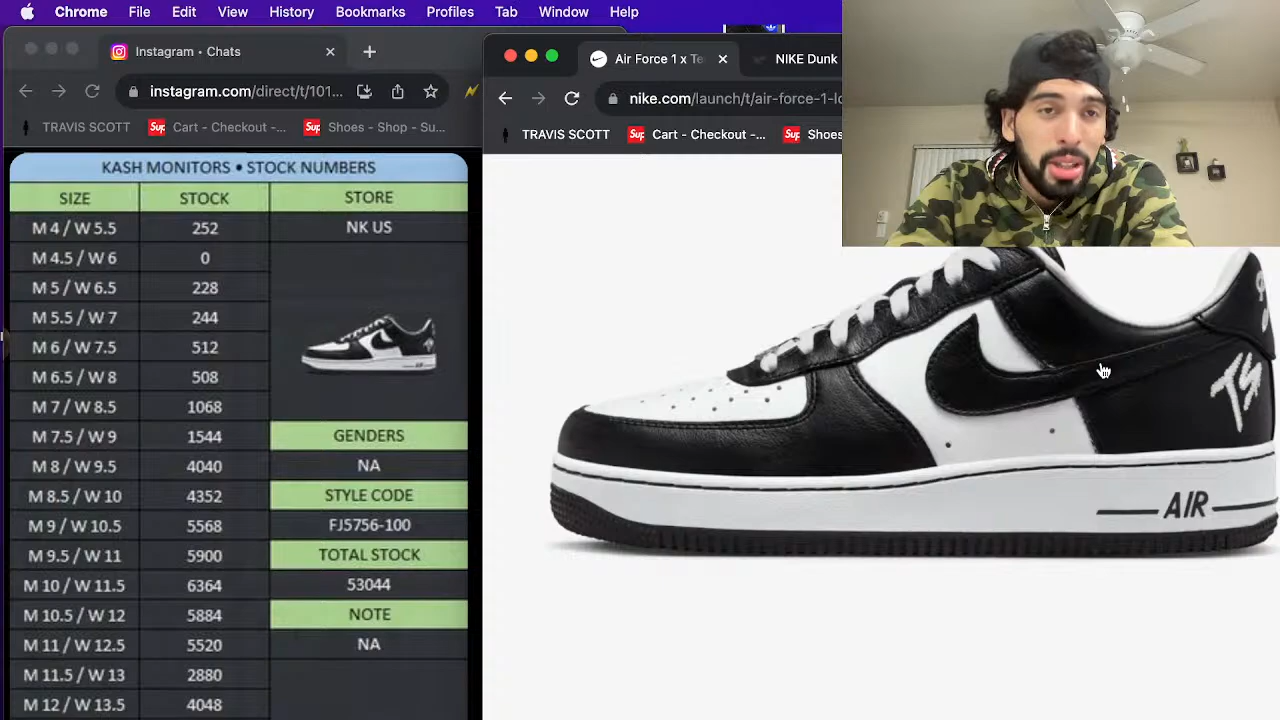 Chrome File Edit View History Bookmarks Profiles Tab Window Help
Instagram • Chats
instagram.com/direct/t/101...
TRAVIS SCOTT Sup Cart - Checkout -... Sup Shoes - Shop - Su...
KASH MONITORS • STOCK NUMBERS
SIZE STOCK STORE
M 4 / W 5.5 252 NK US
M 4.5 / W 6 0
M 5 / W 6.5 228
M 5.5 / W 7 244
M 6 / W 7.5 512
M 6.5 / W 8 508
M 7 / W 8.5 1068
M 7.5 / W 9 1544 GENDERS
M 8 / W 9.5 4040 NA
M 8.5 / W 10 4352 STYLE CODE
M 9 / W 10.5 5568 FJ5756-100
M 9.5 / W 11 5900 TOTAL STOCK
M 10 / W 11.5 6364 53044
M 10.5 / W 12 5884 NOTE
M 11 / W 12.5 5520 NA
M 11.5 / W 13 2880
M 12 / W 13.5 4048
Air Force 1 x Te NIKE Dunk
nike.com/launch/t/air-force-1-lo
TRAVIS SCOTT Sup Cart - Checkout -... Sup Shoes
TS
AIR